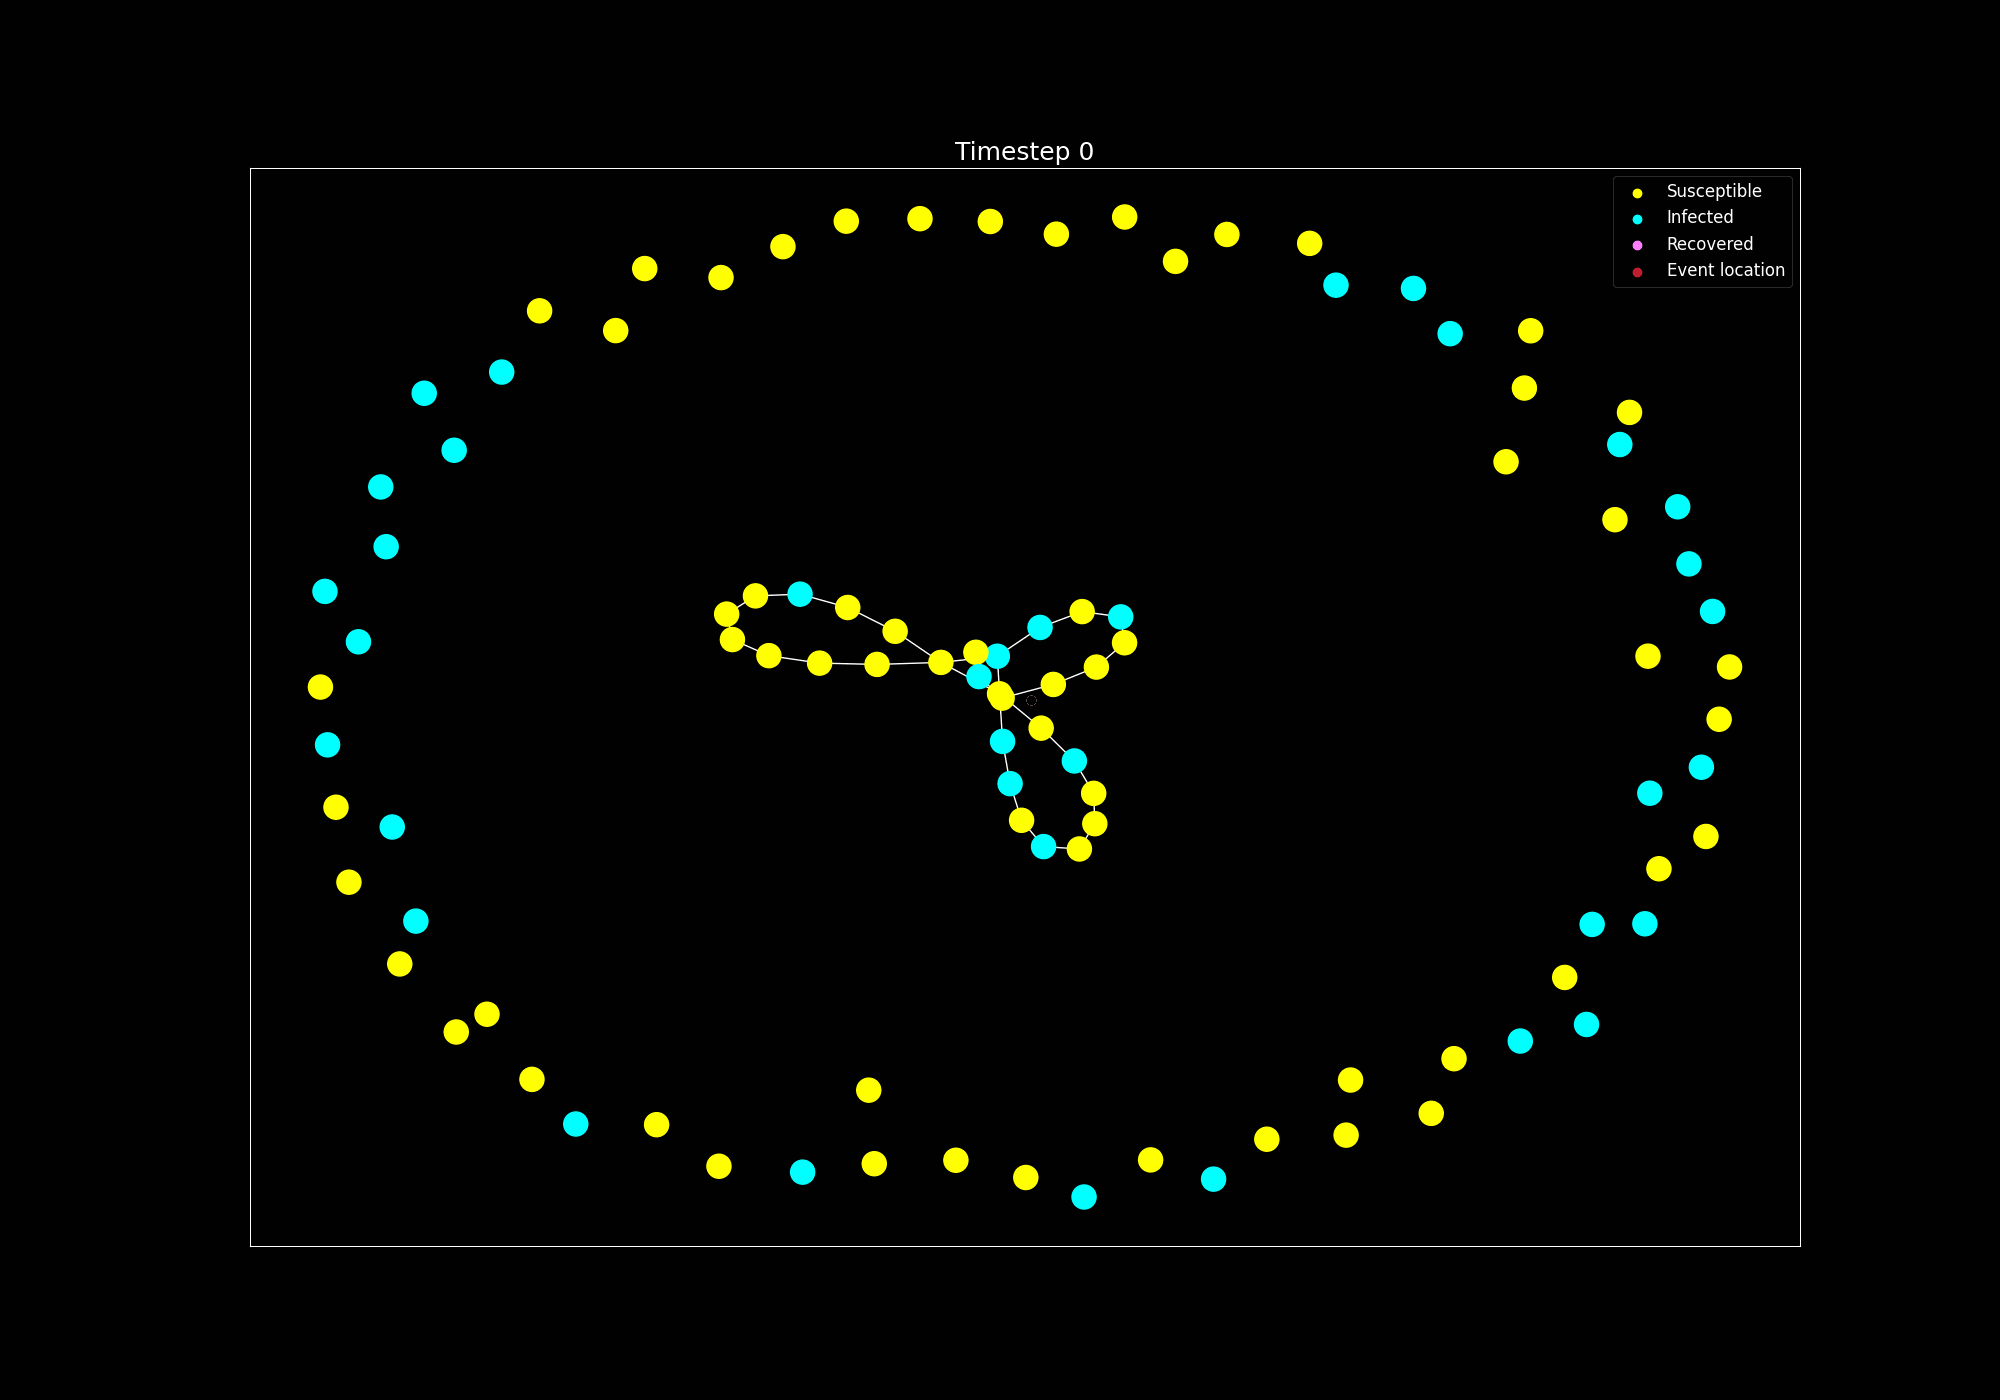 Timestep 0
Susceptible
Infected
Recovered
Event location